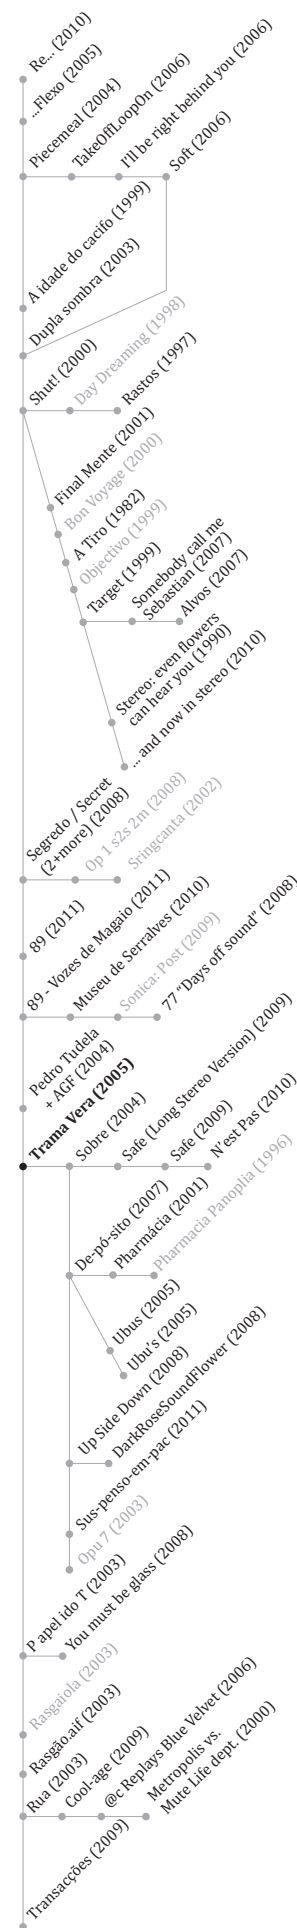 Re... (2010)
...Flexo (2005)
Piecemeal (2004)
TakeOffLoopOn (2006)
I'll be right behind you (2006)
Soft (2006)
A idade do cacifo (1999)
Dupla sombra (2003)
Shut! (2000)
Day Dreaming (1998)
Rastos (1997)
Final Mente (2001)
Bon Voyage (2000)
A Tiro (1982)
Objectivo (1999)
Target (1999)
Somebody call me
Sebastian (2007)
Alvos (2007)
Stereo: even flowers
can hear you (1990)
... and now in stereo (2010)
Segredo / Secret
(2+more) (2008)
Op 1 s2s 2m (2008)
Sringcanta (2002)
89 (2011)
89 - Vozes de Magaio (2011)
Museu de Serralves (2010)
Sonica: Post (2009)
77 “Days off sound” (2008)
Pedro Tudela
+ AGF (2004)
Trama Vera (2005)
Sobre (2004)
Safe (Long Stereo Version) (2009)
Safe (2009)
N'est Pas (2010)
De-pó-sito (2007)
Pharmácia (2001)
Pharmacia Panoplia (1996)
Ubus (2005)
Ubu's (2005)
Up Side Down (2008)
DarkRoseSoundFlower (2008)
Sus-penso-em-pac (2011)
Opu 7 (2003)
P apel ido T (2003)
You must be glass (2008)
Rasgaiola (2003)
Rasgão.aif (2003)
Rua (2003)
Cool-age (2009)
@c Replays Blue Velvet (2006)
Metropolis vs.
Mute Life dept. (2000)
Transacções (2009)